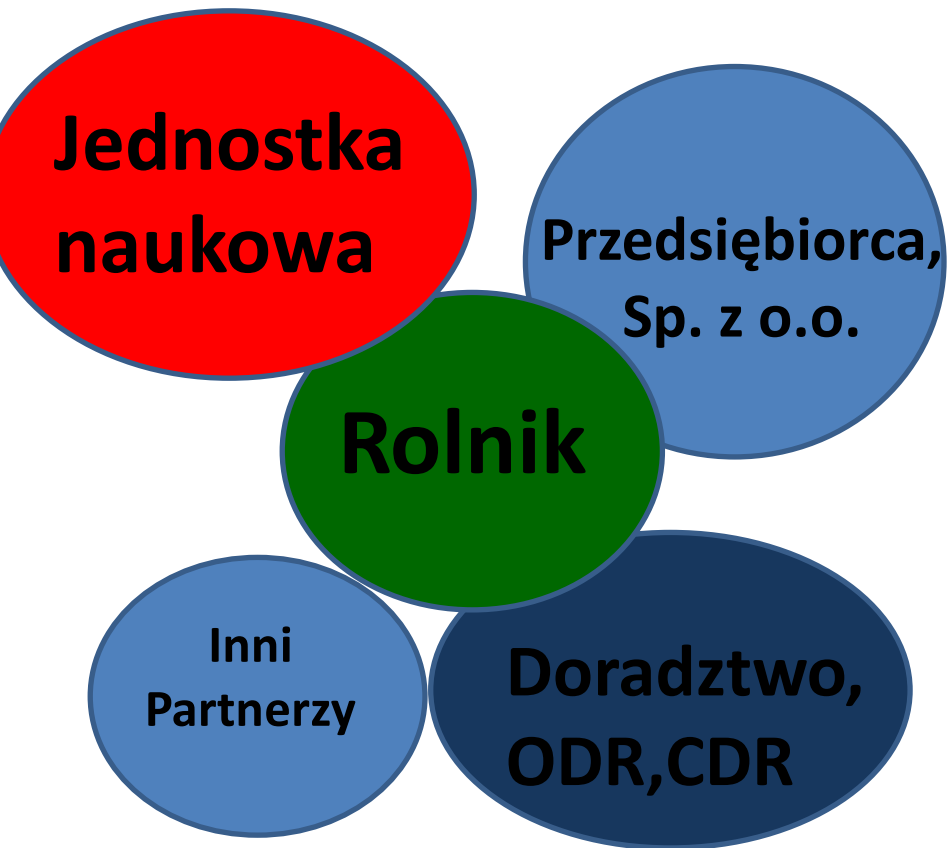 Jednostka
naukowa
Przedsiębiorca,
Sp. z o.o.
Rolnik
Inni
Partnerzy
Doradztwo,
ODR,CDR